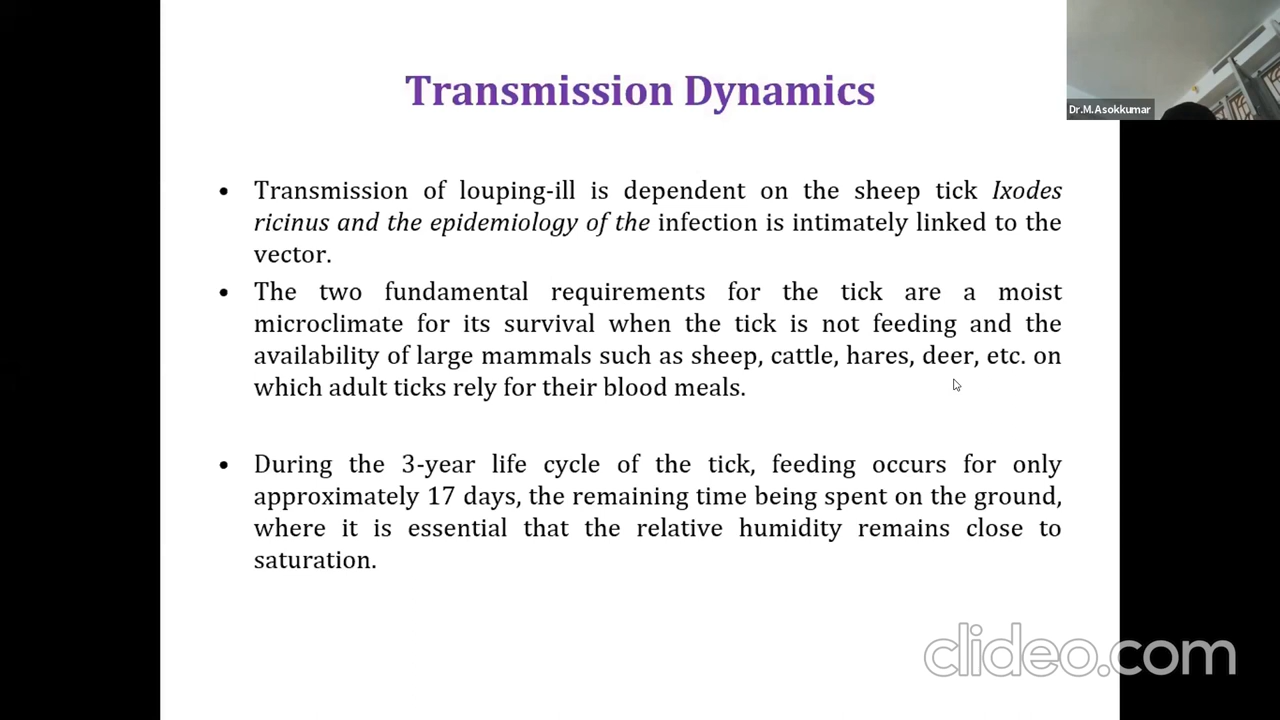 Transmission Dynamics
Dr.M.Asokkumar
• Transmission of louping-ill is dependent on the sheep tick Ixodes
ricinus and the epidemiology of the infection is intimately linked to the
vector.
• The two fundamental requirements for the tick are a moist
microclimate for its survival when the tick is not feeding and the
availability of large mammals such as sheep, cattle, hares, deer, etc. on
which adult ticks rely for their blood meals.
• During the 3-year life cycle of the tick, feeding occurs for only
approximately 17 days, the remaining time being spent on the ground,
where it is essential that the relative humidity remains close to
saturation.
clideo.com